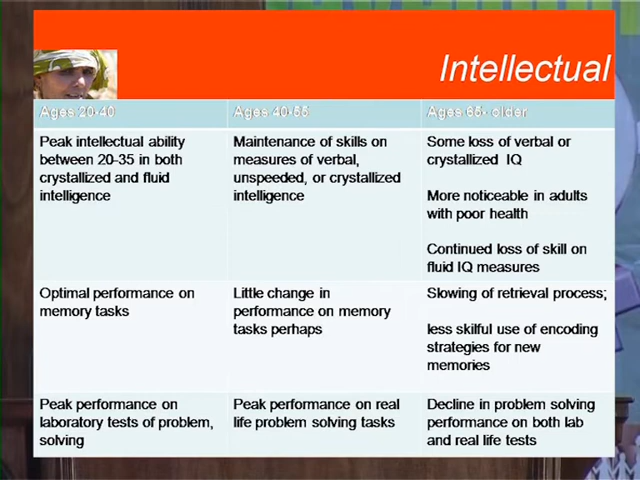 Intellectual
Ages 20-40
Ages 40-55
Ages 65- older
Peak intellectual ability
between 20-35 in both
crystallized and fluid
intelligence
Maintenance of skills on
measures of verbal,
unspeeded, or crystallized
intelligence
Some loss of verbal or
crystallized IQ
More noticeable in adults
with poor health
Continued loss of skill on
fluid IQ measures
Optimal performance on
memory tasks
Little change in
performance on memory
tasks perhaps
Slowing of retrieval process;
less skilful use of encoding
strategies for new
memories
Peak performance on
laboratory tests of problem,
solving
Peak performance on real
life problem solving tasks
Decline in problem solving
performance on both lab
and real life tests